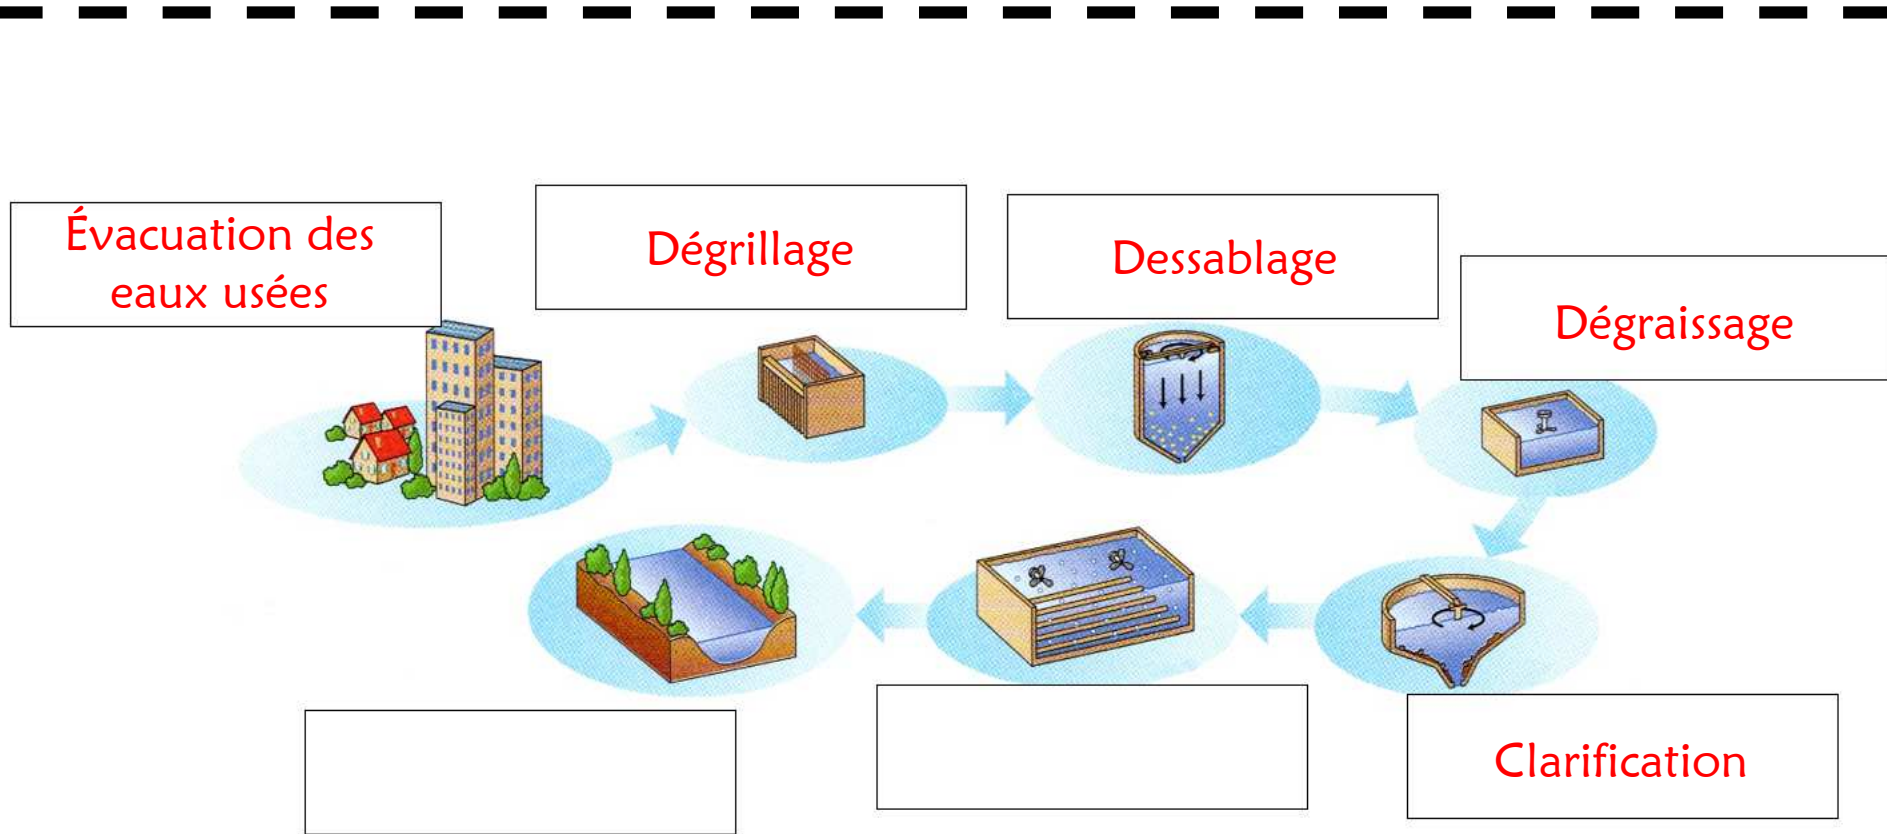 Évacuation des
eaux usées
Dégrillage
Dessablage
Dégraissage
Clarification